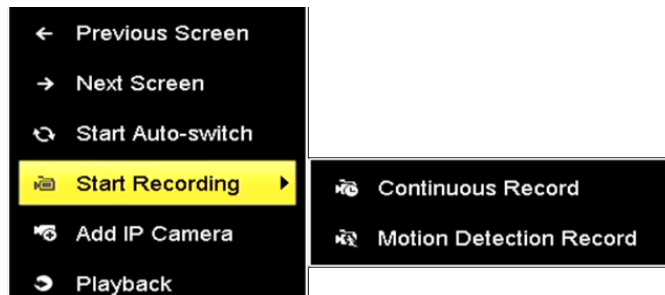 Previous Screen
Next Screen
Start Auto-switch
Start Recording
Continuous Record
Add IP Camera
Motion Detection Record
Playback